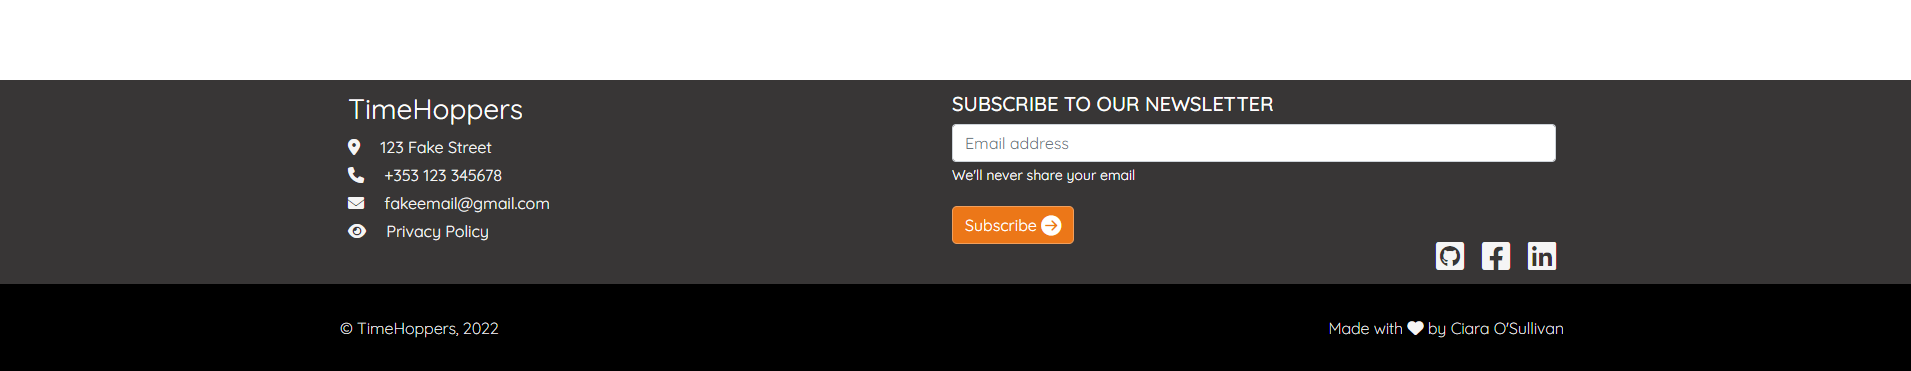 TimeHoppers
123 Fake Street
+353 123 345678
fakeemail@gmail.com
Privacy Policy
SUBSCRIBE TO OUR NEWSLETTER
Email address
We'll never share your email
Subscribe
© TimeHoppers, 2022
Made with by Ciara O'Sullivan